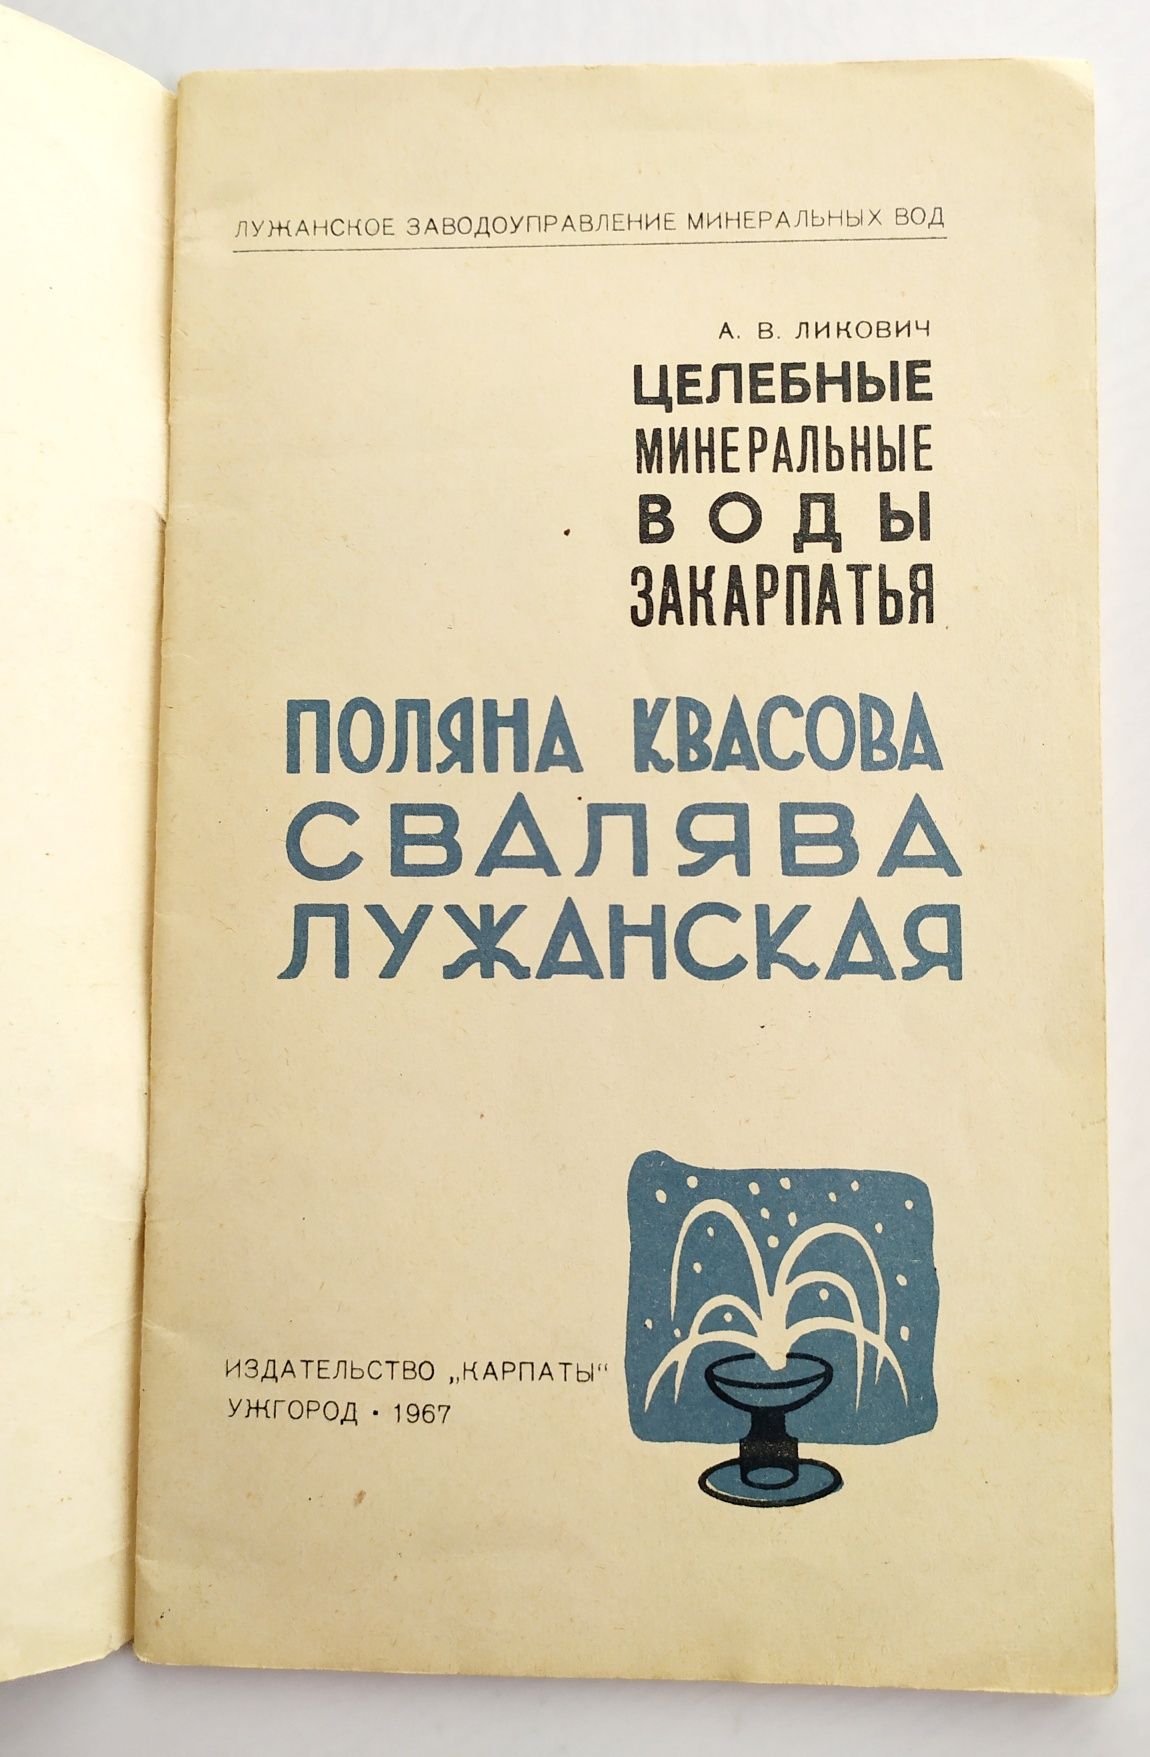 ЛУЖАНСКОЕ ЗАВОДОУПРАВЛЕНИЕ МИНЕРАЛЬНЫХ ВОД
А. В. ЛИКОВИЧ
ЦЕЛЕБНЫЕ
МИНЕРАЛЬНЫЕ
ВОДЫ
ЗАКАРПАТЬЯ
ПОЛЯНА КВАСОВА
СВАЛЯВА
ЛУЖАНСКАЯ
ИЗДАТЕЛЬСТВО „КАРПАТЫ“
УЖГОРОД • 1967